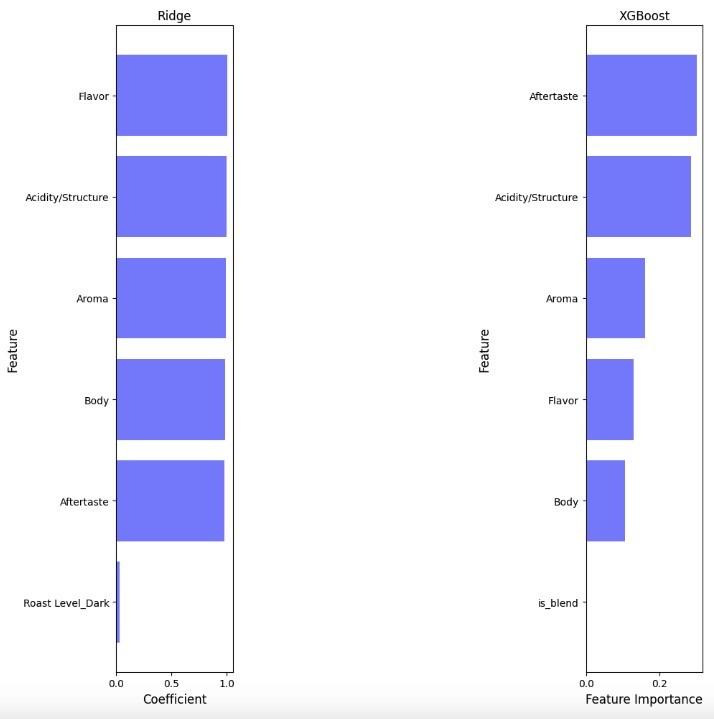 Ridge
Feature
Flavor
Acidity/Structure
Aroma
Body
Aftertaste
Roast Level_Dark
0.0 0.5 1.0
Coefficient
XGBoost
Feature
Aftertaste
Acidity/Structure
Aroma
Flavor
Body
is_blend
0.0 0.2
Feature Importance